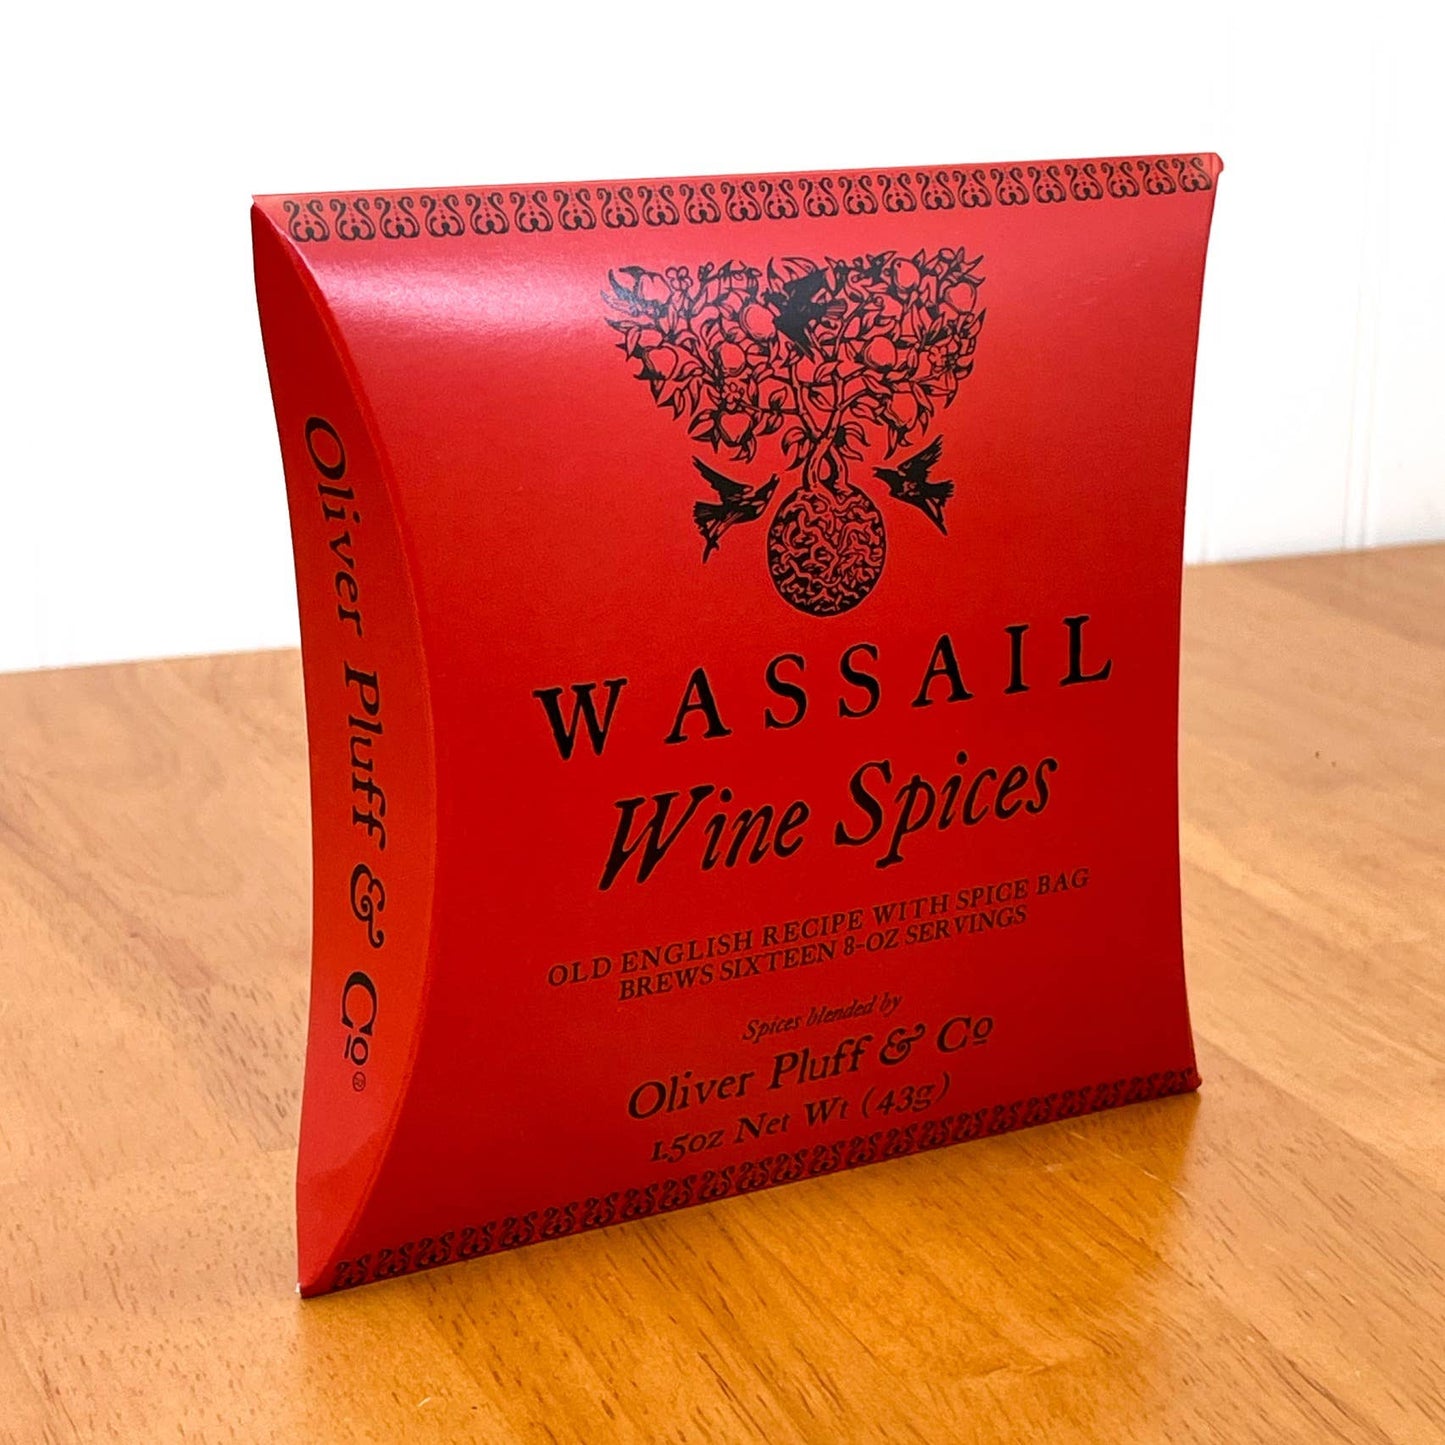 Oliver Pluff & Co®
WASSAIL
Wine Spices
OLD ENGLISH RECIPE WITH SPICE BAG
BREWS SIXTEEN 8-OZ SERVINGS
Spices blended by
Oliver Pluff & Co
1.5oz Net Wt (43g)